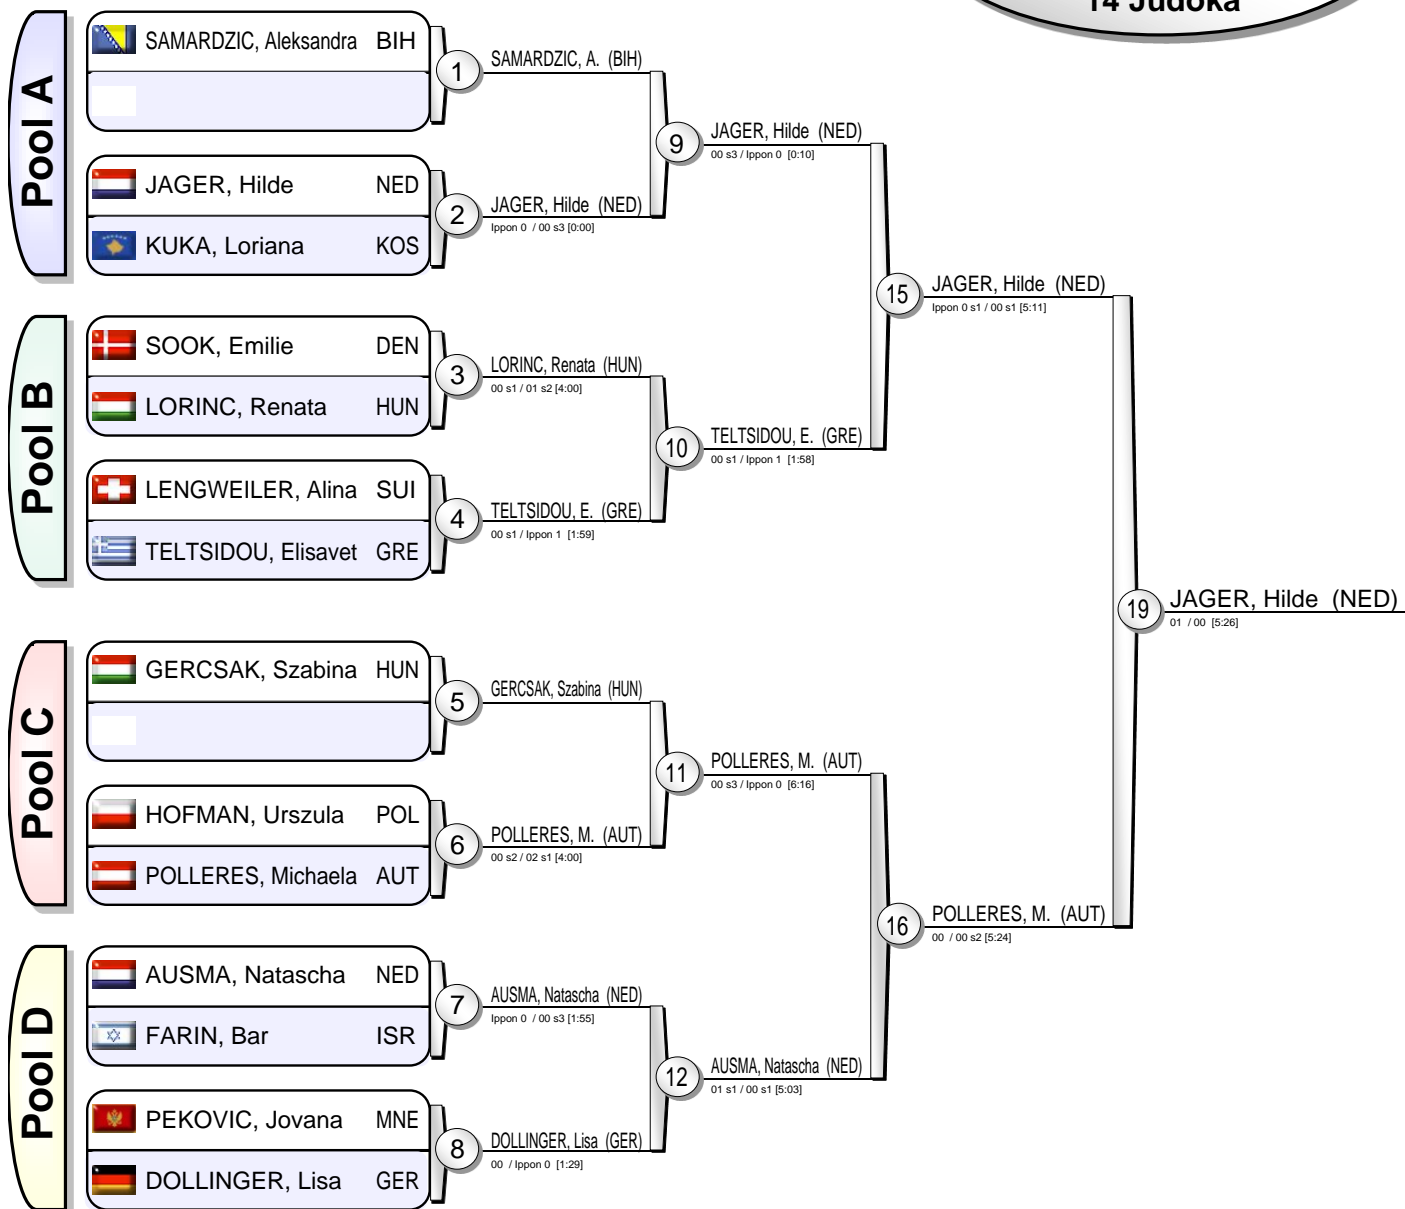 14 Judoka
Pool A
SAMARDZIC, Aleksandra BIH
JAGER, Hilde NED
KUKA, Loriana KOS
Pool B
SOOK, Emilie DEN
LORINC, Renata HUN
LENGWEILER, Alina SUI
TELTSIDOU, Elisavet GRE
Pool C
GERCSAK, Szabina HUN
HOFMAN, Urszula POL
POLLERES, Michaela AUT
Pool D
AUSMA, Natascha NED
FARIN, Bar ISR
PEKOVIC, Jovana MNE
DOLLINGER, Lisa GER
1 SAMARDZIC, A. (BIH)
2 JAGER, Hilde (NED)
Ippon 0 / 00 s3 [0:00]
3 LORINC, Renata (HUN)
00 s1 / 01 s2 [4:00]
4 TELTSIDOU, E. (GRE)
00 s1 / Ippon 1 [1:59]
5 GERCSAK, Szabina (HUN)
6 POLLERES, M. (AUT)
00 s2 / 02 s1 [4:00]
7 AUSMA, Natascha (NED)
Ippon 0 / 00 s3 [1:55]
8 DOLLINGER, Lisa (GER)
00 / Ippon 0 [1:29]
9 JAGER, Hilde (NED)
00 s3 / Ippon 0 [0:10]
10 TELTSIDOU, E. (GRE)
00 s1 / Ippon 1 [1:58]
11 POLLERES, M. (AUT)
00 s3 / Ippon 0 [6:16]
12 AUSMA, Natascha (NED)
01 s1 / 00 s1 [5:03]
15 JAGER, Hilde (NED)
Ippon 0 s1 / 00 s1 [5:11]
16 POLLERES, M. (AUT)
00 / 00 s2 [5:24]
19 JAGER, Hilde (NED)
01 / 00 [5:26]